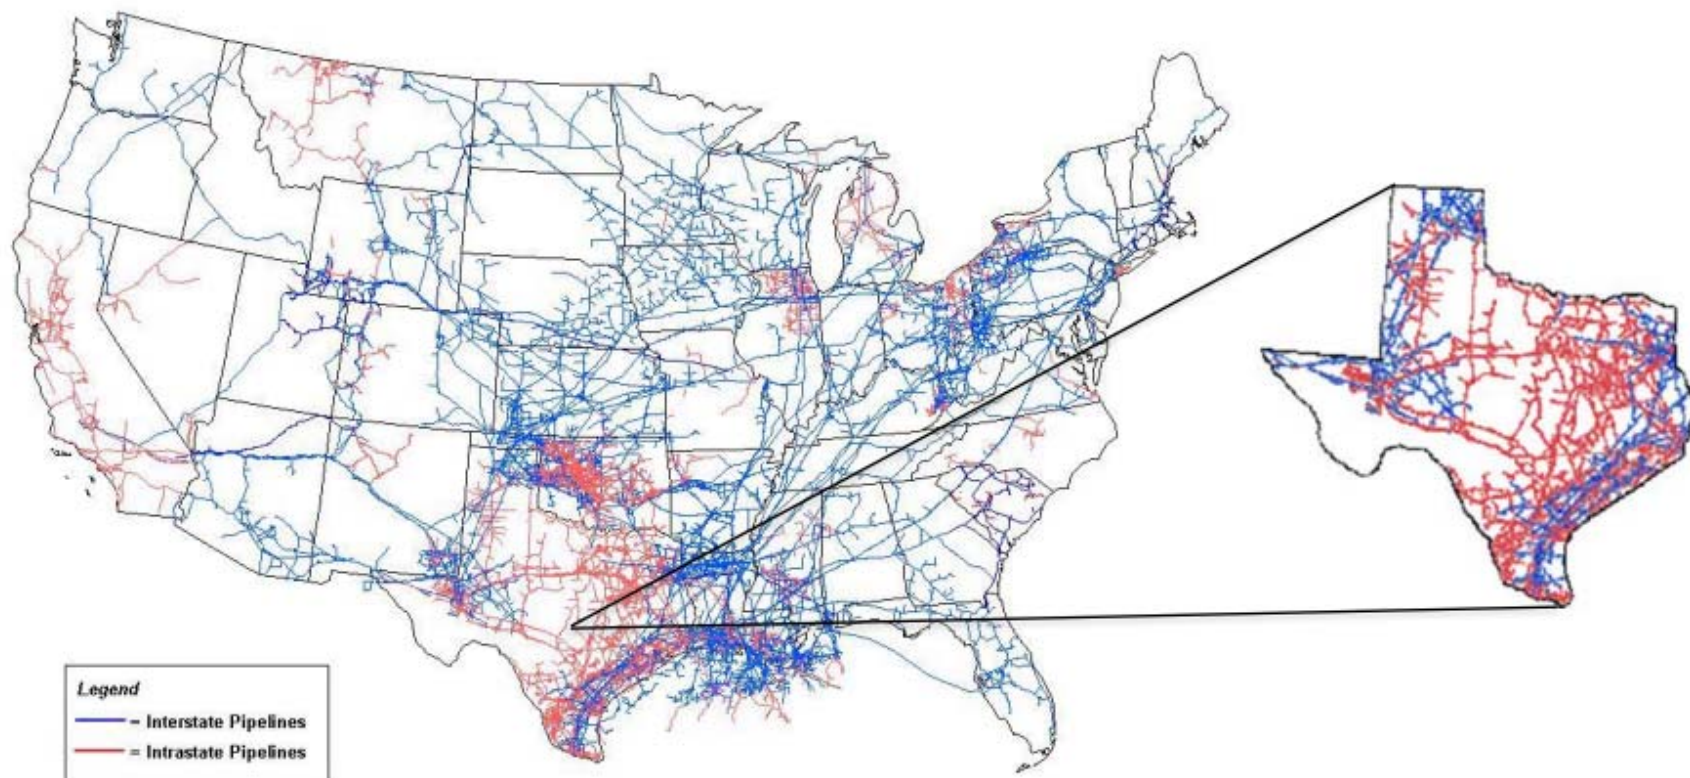 Legend
= Interstate Pipelines
= Intrastate Pipelines